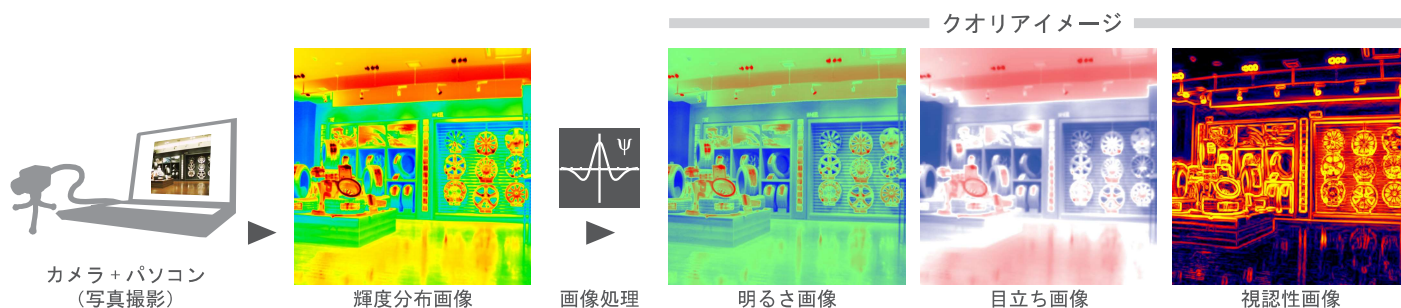 クオリアイメージ
ψ
カメラ+パソコン
(写真撮影)
輝度分布画像
画像処理
明るさ画像
目立ち画像
視認性画像